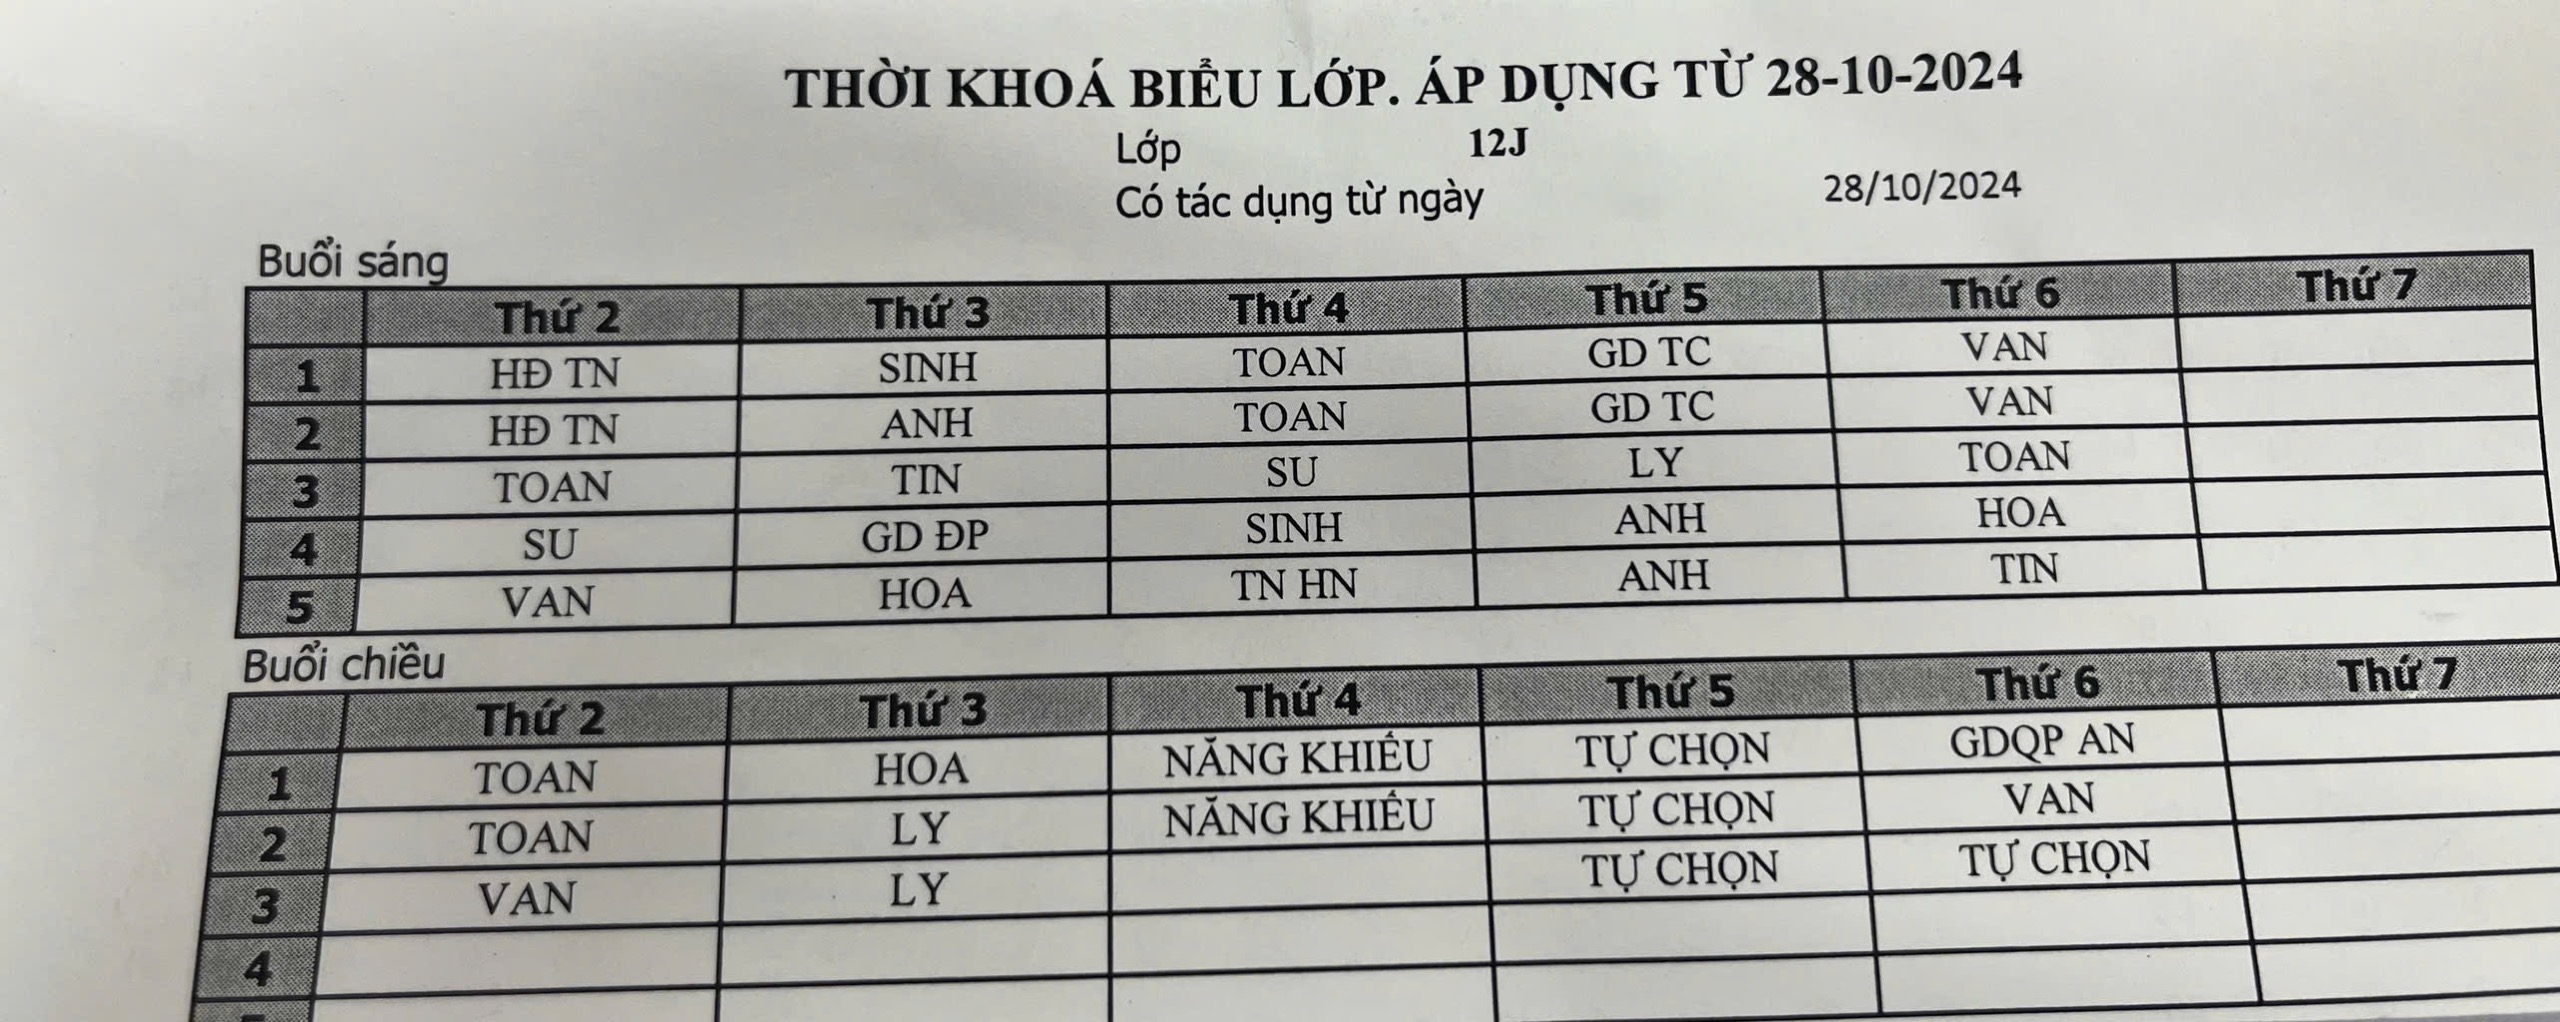 THỜI KHOÁ BIỂU LỚP. ÁP DỤNG TỪ 28-10-2024
Lớp 12J
Có tác dụng từ ngày 28/10/2024
Buổi sáng
Thứ 2 Thứ 3 Thứ 4 Thứ 5 Thứ 6 Thứ 7
1 HĐ TN SINH TOAN GD TC VAN
2 HĐ TN ANH TOAN GD TC VAN
3 TOAN TIN SU LY TOAN
4 SU GD ĐP SINH ANH HOA
5 VAN HOA TN HN ANH TIN
Buổi chiều
Thứ 2 Thứ 3 Thứ 4 Thứ 5 Thứ 6 Thứ 7
1 TOAN HOA NĂNG KHIẾU TỰ CHỌN GDQP AN
2 TOAN LY NĂNG KHIẾU TỰ CHỌN VAN
3 VAN LY TỰ CHỌN TỰ CHỌN
4